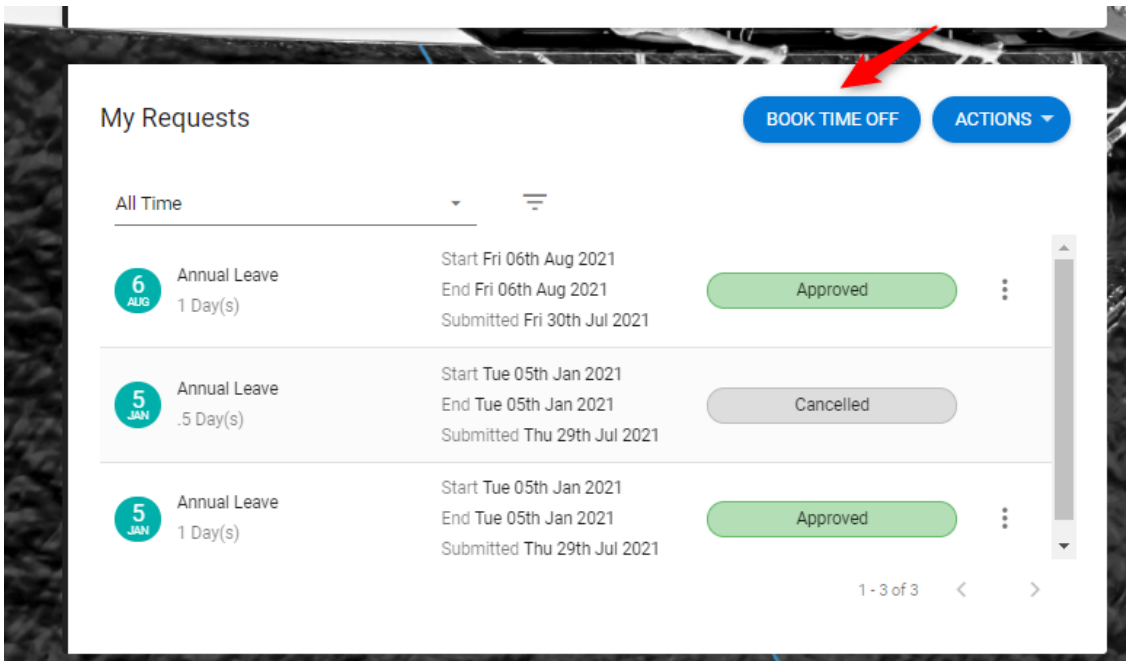 My Requests
BOOK TIME OFF
ACTIONS
All Time
6
AUG
Annual Leave
1 Day(s)
Start Fri 06th Aug 2021
End Fri 06th Aug 2021
Submitted Fri 30th Jul 2021
Approved
5
JAN
Annual Leave
.5 Day(s)
Start Tue 05th Jan 2021
End Tue 05th Jan 2021
Submitted Thu 29th Jul 2021
Cancelled
5
JAN
Annual Leave
1 Day(s)
Start Tue 05th Jan 2021
End Tue 05th Jan 2021
Submitted Thu 29th Jul 2021
Approved
1 - 3 of 3